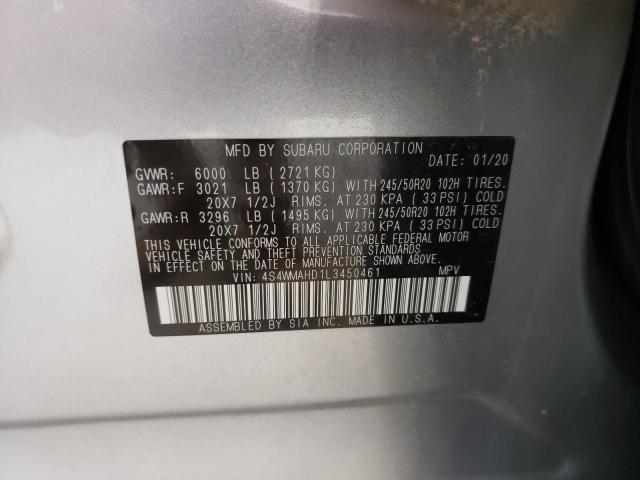 MFD BY SUBARU CORPORATION
DATE: 01/20
GVWR: 6000 LB (2721 KG)
GAWR:F 3021 LB (1370 KG) WITH 245/50R20 102H TIRES.
20X7 1/2J RIMS. AT 230 KPA (33 PSI) COLD
GAWR:R 3296 LB (1495 KG) WITH 245/50R20 102H TIRES.
20X7 1/2J RIMS. AT 230 KPA (33 PSI) COLD
THIS VEHICLE CONFORMS TO ALL APPLICABLE FEDERAL MOTOR
VEHICLE SAFETY AND THEFT PREVENTION STANDARDS
IN EFFECT ON THE DATE OF MANUFACTURE SHOWN ABOVE.
VIN: 4S4WMAHD1L3450461 MPV
ASSEMBLED BY SIA INC. MADE IN U.S.A.